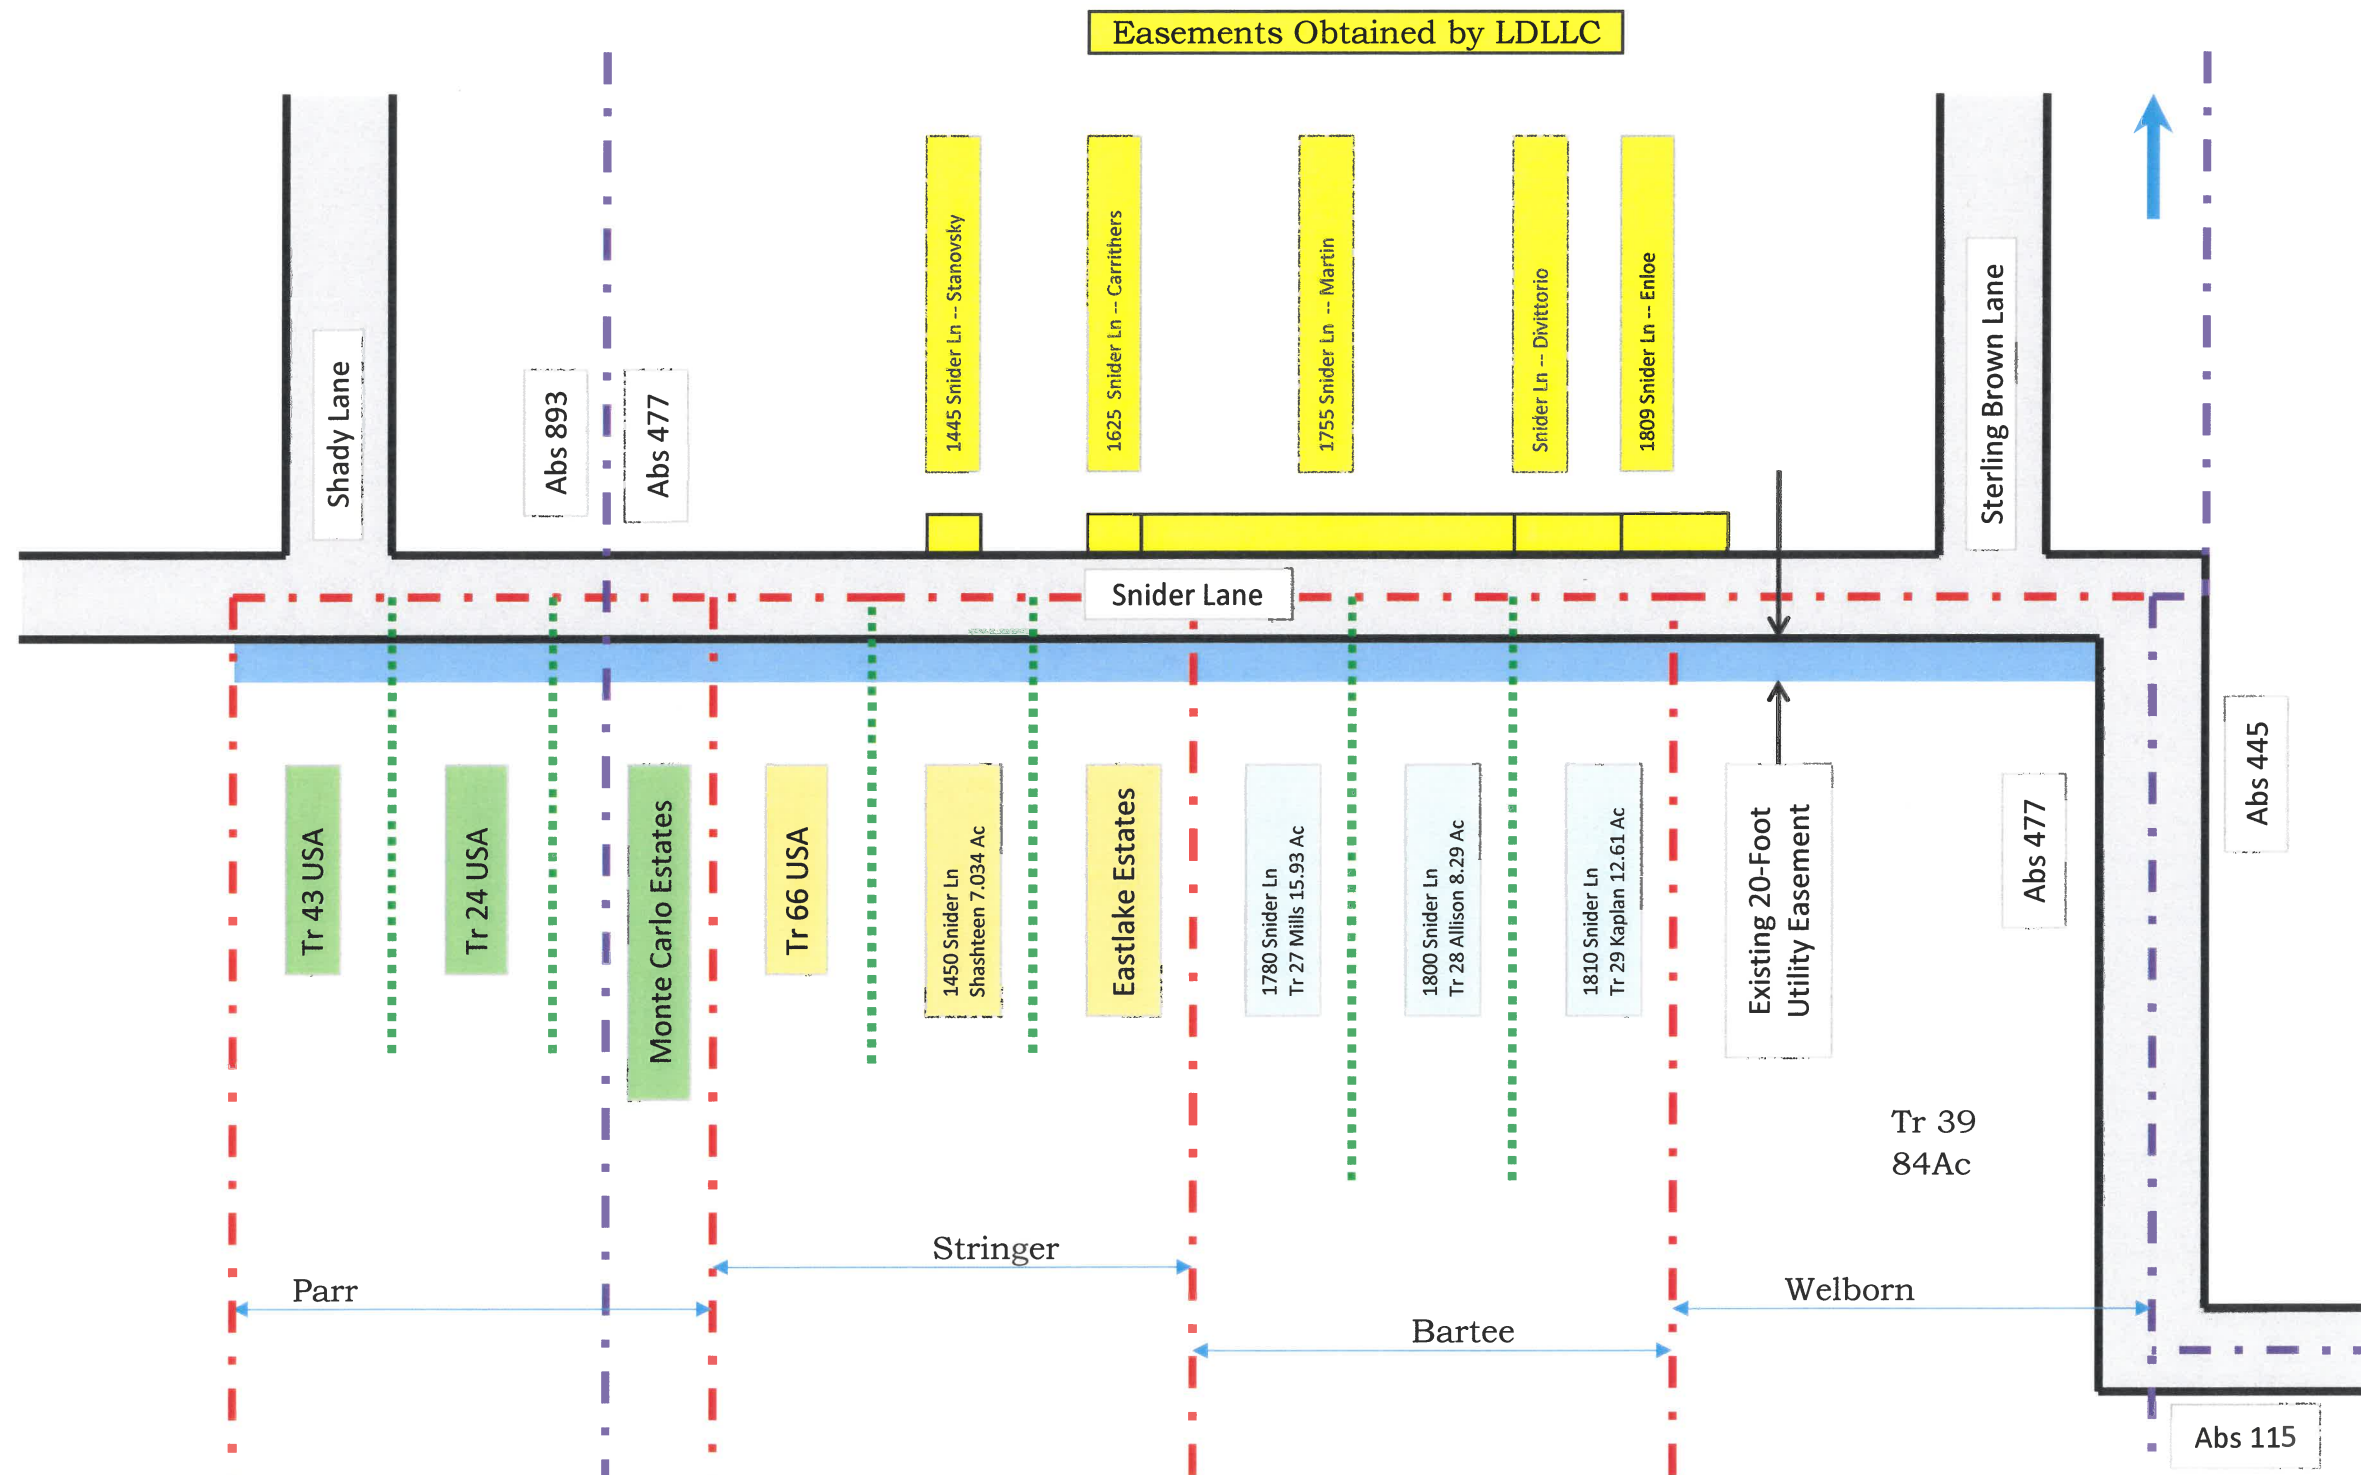 Easements Obtained by LDLLC
Shady Lane
Abs 893
Abs 477
1445 Snider Ln -- Stanovsky
1625 Snider Ln -- Carrithers
1755 Snider Ln -- Martin
Snider Ln -- Divittorio
1809 Snider Ln -- Enloe
Sterling Brown Lane
Snider Lane
Tr 43 USA
Tr 24 USA
Monte Carlo Estates
Tr 66 USA
1450 Snider Ln
Shashteen 7.034 Ac
Eastlake Estates
1780 Snider Ln
Tr 27 Mills 15.93 Ac
1800 Snider Ln
Tr 28 Allison 8.29 Ac
1810 Snider Ln
Tr 29 Kaplan 12.61 Ac
Existing 20-Foot
Utility Easement
Abs 477
Abs 445
Tr 39
84Ac
Parr
Stringer
Bartee
Welborn
Abs 115